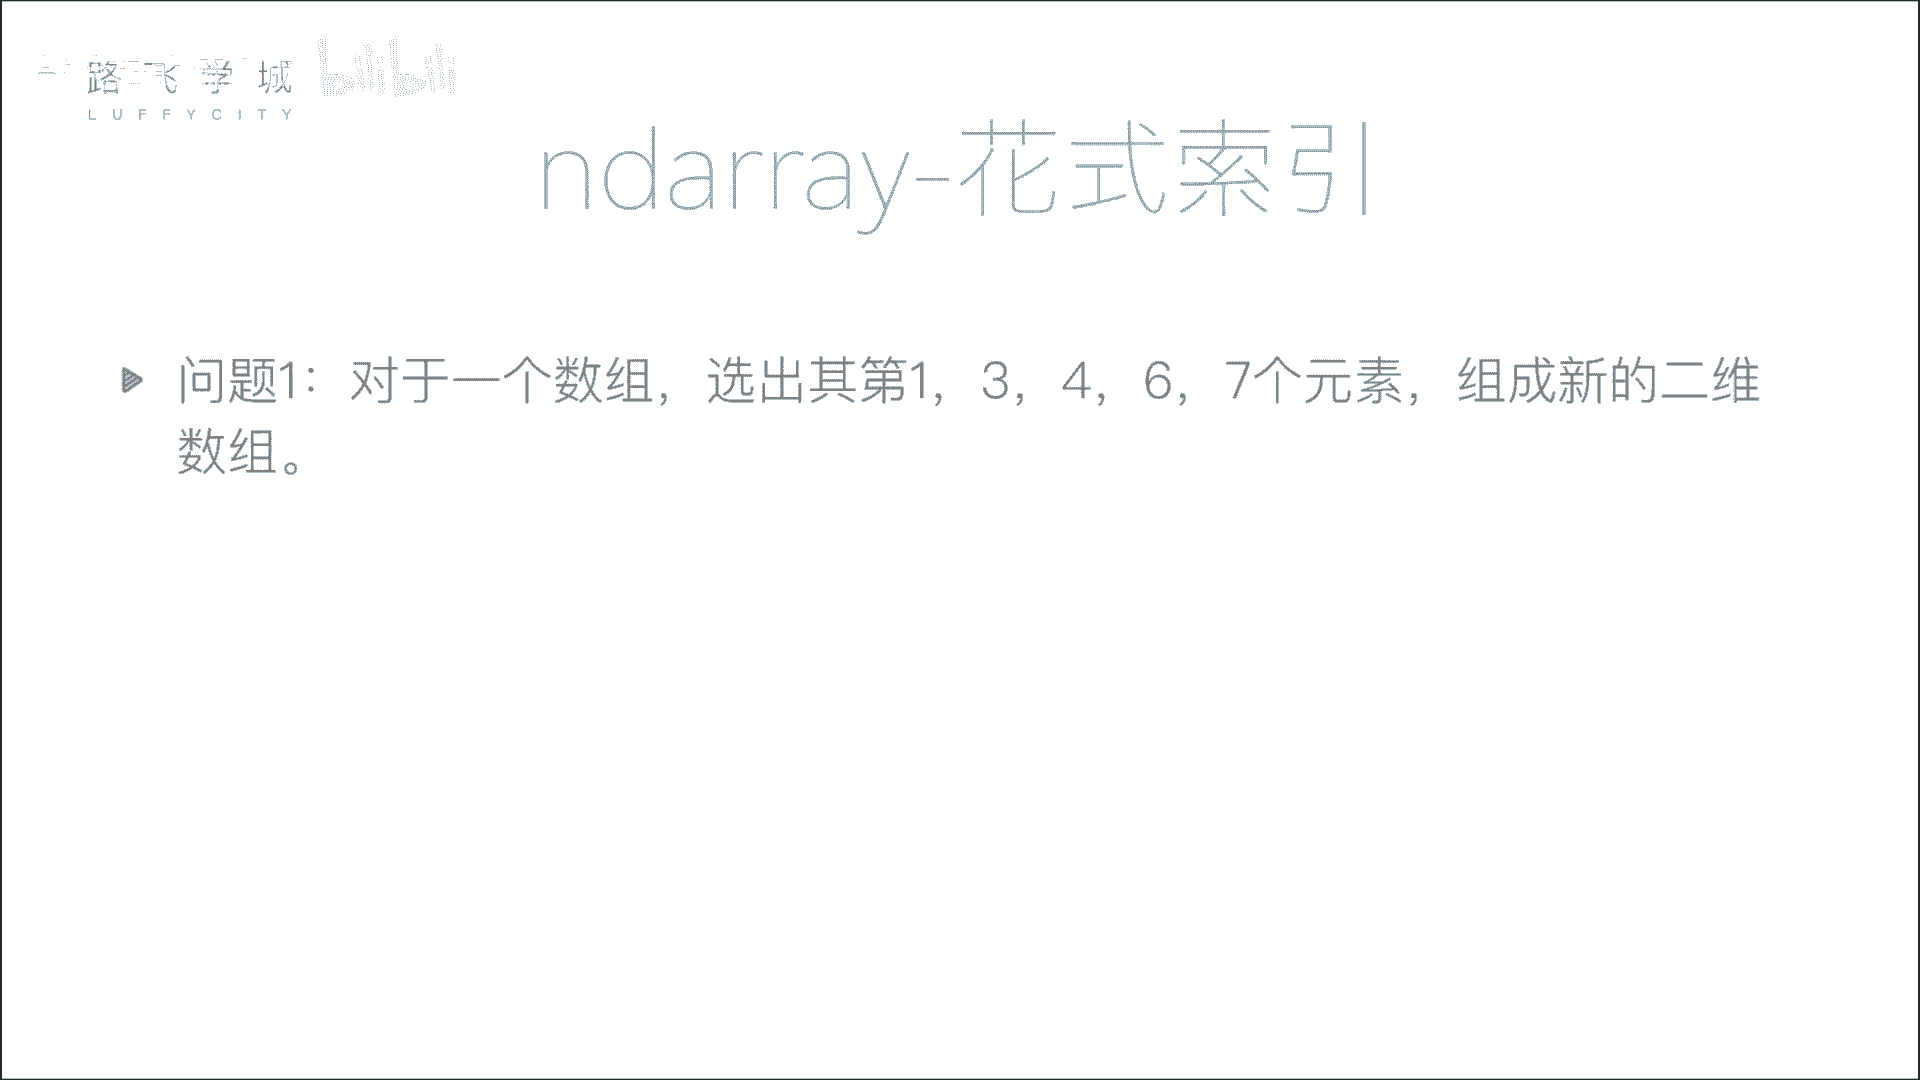 路飞学城 bilibili
LUFFYCITY
ndarray-花式索引
问题1：对于一个数组，选出其第1，3，4，6，7个元素，组成新的二维
数组。